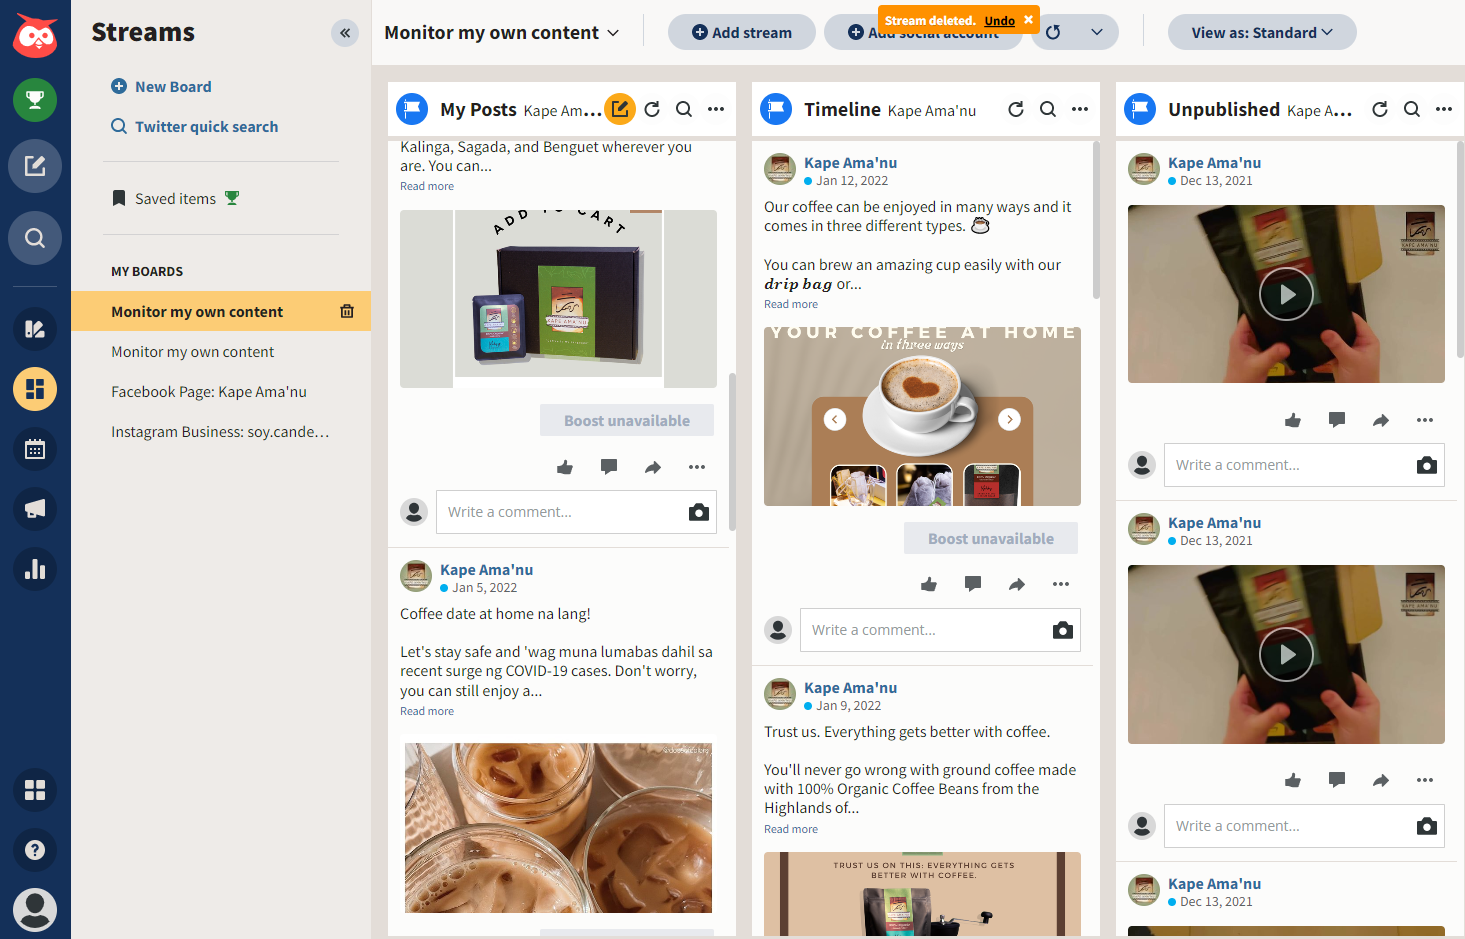 Streams
New Board
Twitter quick search
Saved items
MY BOARDS
Monitor my own content
Monitor my own content
Facebook Page: Kape Ama'nu
Instagram Business: soy.cande...
Monitor my own content
Add stream
Add social account
Stream deleted. Undo
View as: Standard
My Posts Kape Am...
Kalinga, Sagada, and Benguet wherever you
are. You can...
Read more
ADD TO CART
KAPE AMA'NU
Boost unavailable
Write a comment...
Kape Ama'nu
Jan 5, 2022
Coffee date at home na lang!
Let's stay safe and 'wag muna lumabas dahil sa
recent surge ng COVID-19 cases. Don't worry,
you can still enjoy a...
Read more
Timeline Kape Ama'nu
Kape Ama'nu
Jan 12, 2022
Our coffee can be enjoyed in many ways and it
comes in three different types.
You can brew an amazing cup easily with our
𝒅𝒓𝒊𝒑 𝒃𝒂𝒈 or...
Read more
YOUR COFFEE AT HOME
in three ways
Boost unavailable
Write a comment...
Kape Ama'nu
Jan 9, 2022
Trust us. Everything gets better with coffee.
You'll never go wrong with ground coffee made
with 100% Organic Coffee Beans from the
Highlands of...
Read more
TRUST US ON THIS: EVERYTHING GETS
BETTER WITH COFFEE.
Unpublished Kape A...
Kape Ama'nu
Dec 13, 2021
KAPE AMA'NU
Write a comment...
Kape Ama'nu
Dec 13, 2021
KAPE AMA'NU
Write a comment...
Kape Ama'nu
Dec 13, 2021